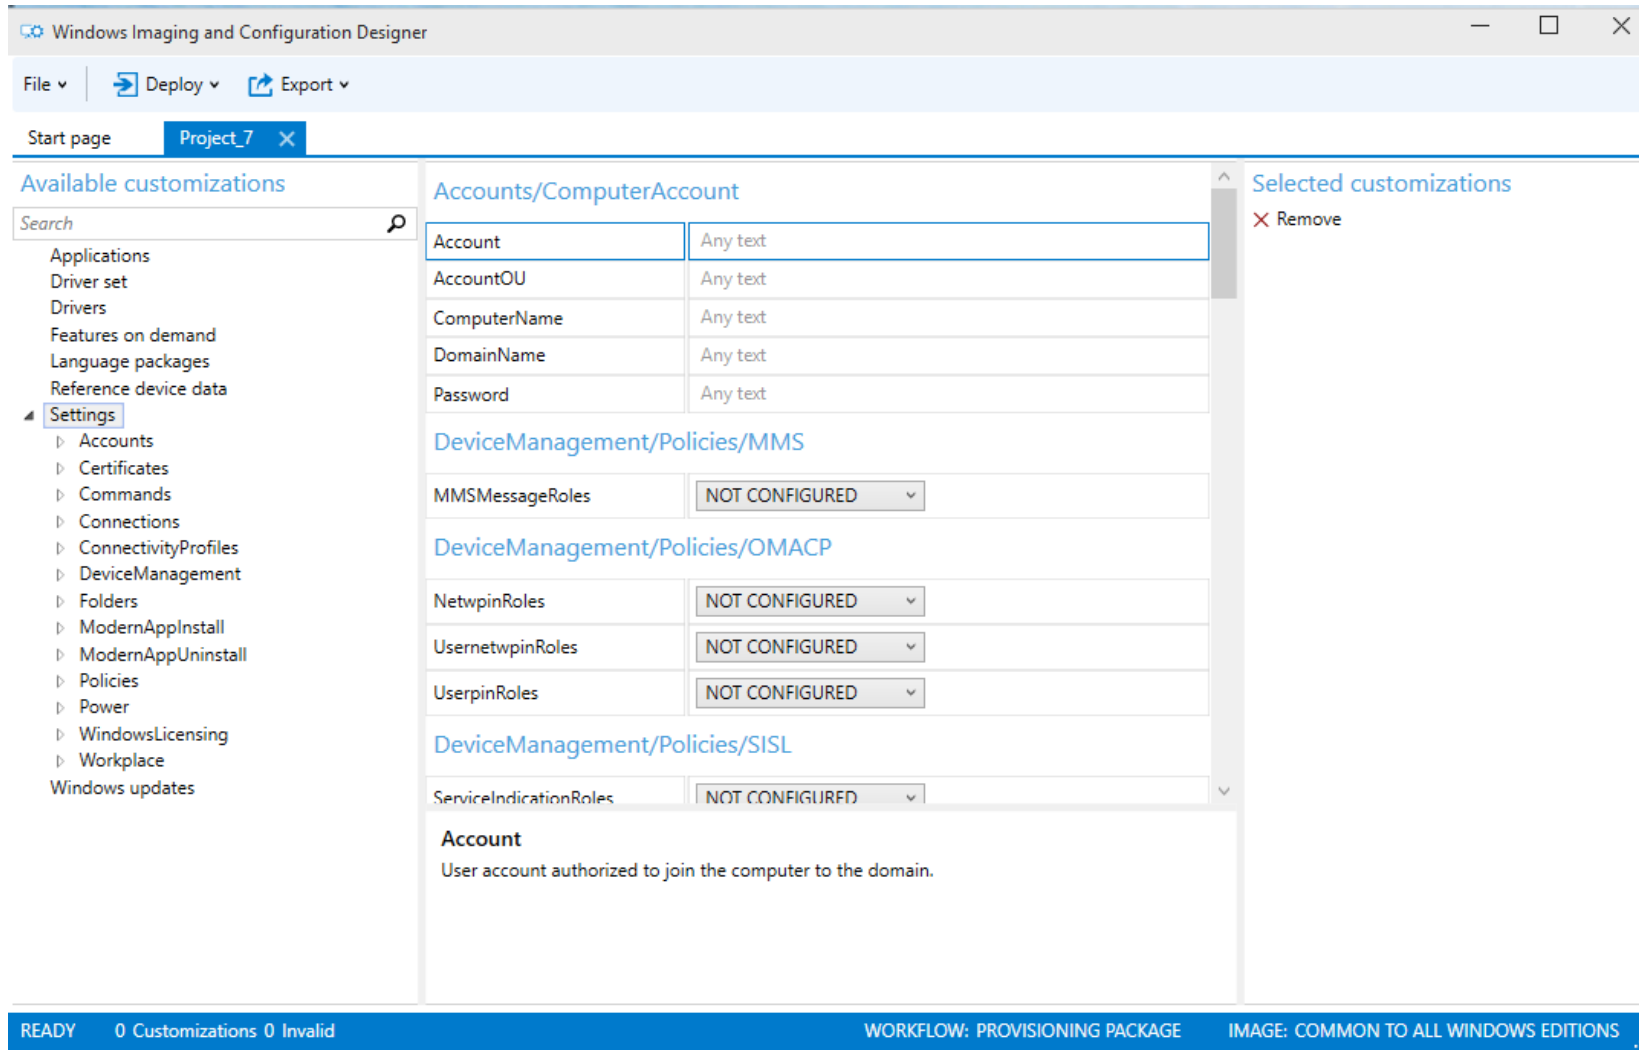 Windows Imaging and Configuration Designer
File
Deploy
Export
Start page
Project_7
Available customizations
Search
Applications
Driver set
Drivers
Features on demand
Language packages
Reference device data
Settings
Accounts
Certificates
Commands
Connections
ConnectivityProfiles
DeviceManagement
Folders
ModernAppInstall
ModernAppUninstall
Policies
Power
WindowsLicensing
Workplace
Windows updates
Accounts/ComputerAccount
Account Any text
AccountOU Any text
ComputerName Any text
DomainName Any text
Password Any text
DeviceManagement/Policies/MMS
MMSMessageRoles NOT CONFIGURED
DeviceManagement/Policies/OMACP
NetwpinRoles NOT CONFIGURED
UsernetwpinRoles NOT CONFIGURED
UserpinRoles NOT CONFIGURED
DeviceManagement/Policies/SISL
ServiceIndicationRoles NOT CONFIGURED
Account
User account authorized to join the computer to the domain.
Selected customizations
Remove
READY 0 Customizations 0 Invalid WORKFLOW: PROVISIONING PACKAGE IMAGE: COMMON TO ALL WINDOWS EDITIONS